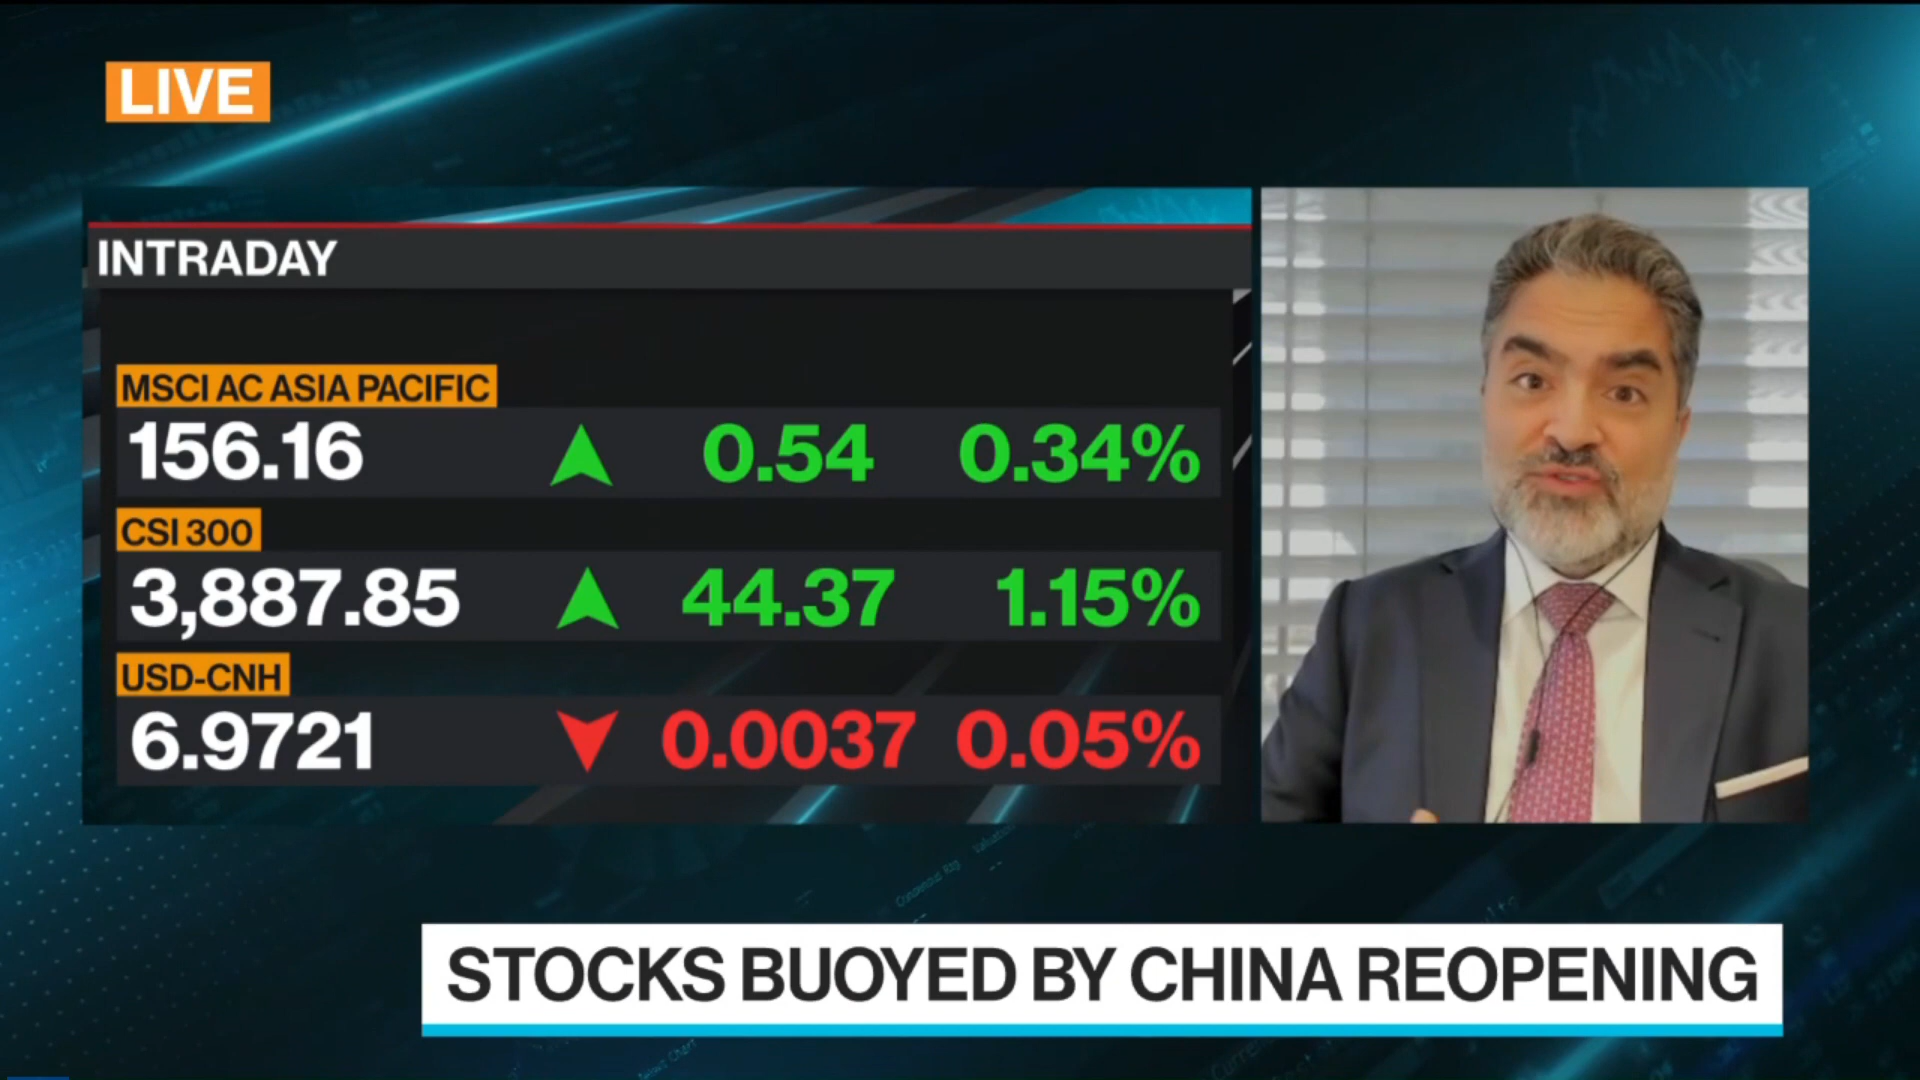 LIVE
INTRADAY
MSCI AC ASIA PACIFIC
156.16 ▲ 0.54 0.34%
CSI 300
3,887.85 ▲ 44.37 1.15%
USD-CNH
6.9721 ▼ 0.0037 0.05%
STOCKS BUOYED BY CHINA REOPENING